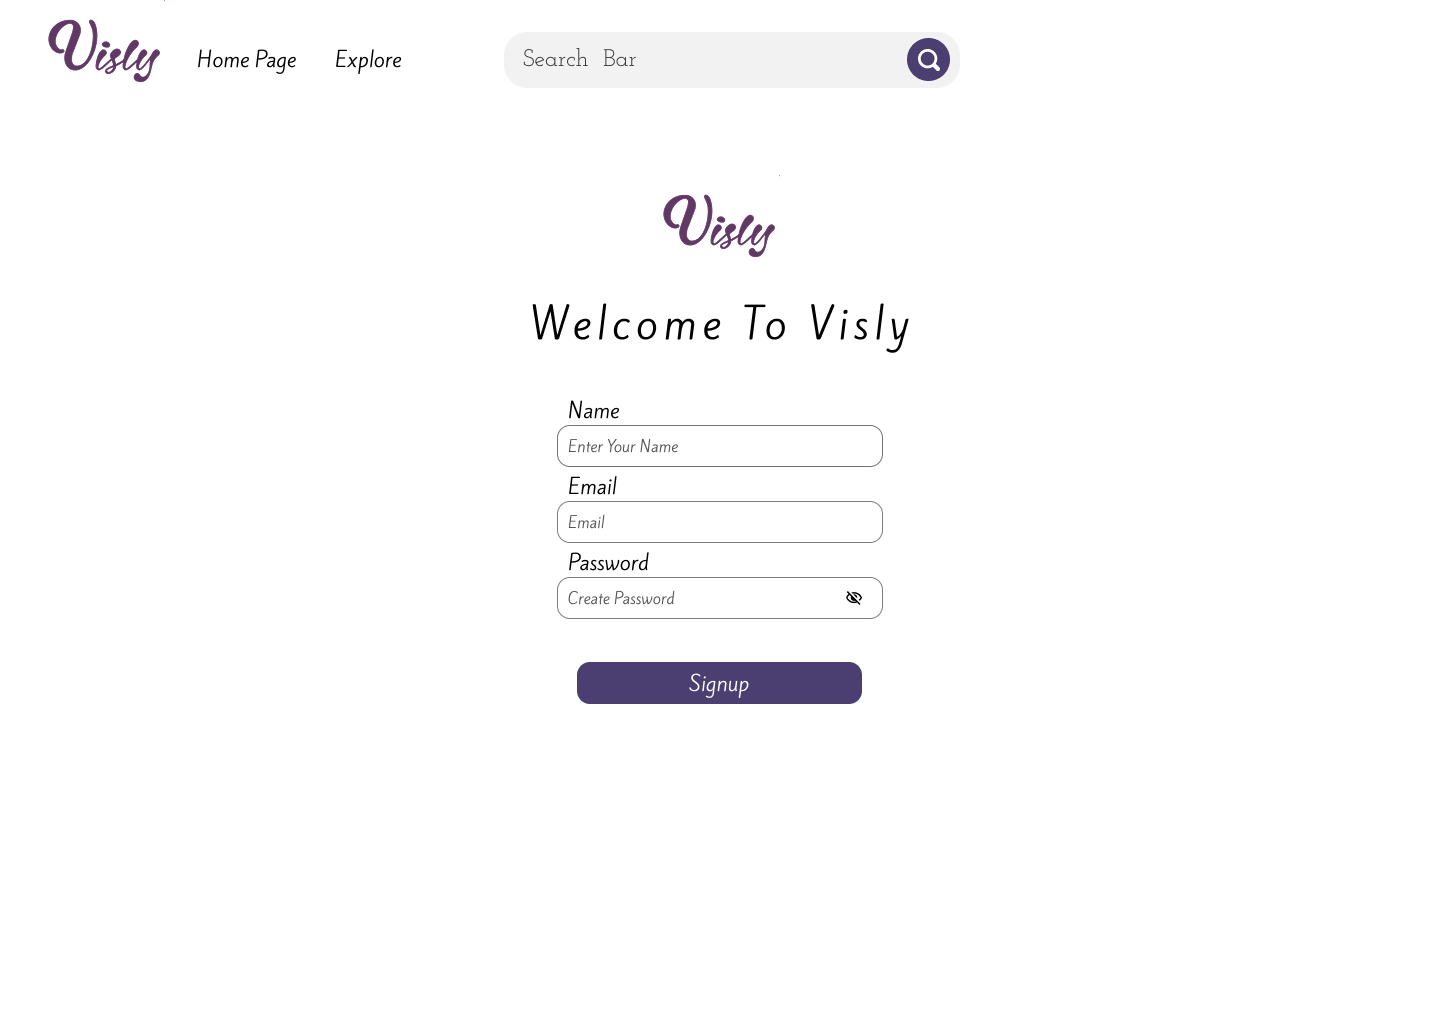 Visly Home Page Explore Search Bar
Visly
Welcome To Visly
Name
Enter Your Name
Email
Email
Password
Create Password
Signup